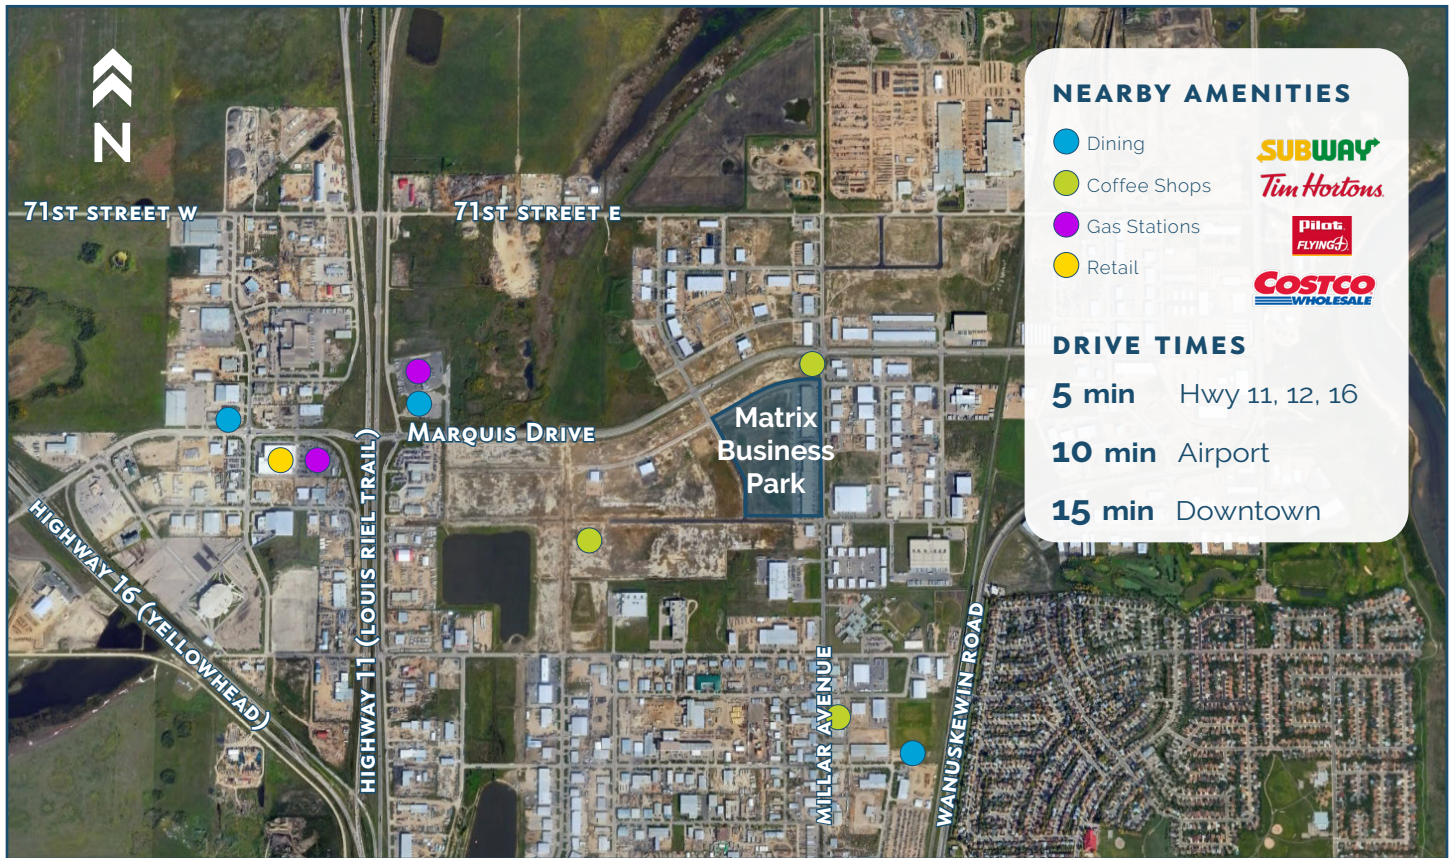 N
71ST STREET W
71ST STREET E
NEARBY AMENITIES
Dining
Coffee Shops
Gas Stations
Retail
SUBWAY
Tim Hortons.
Pilot.
FLYING J
COSTCO
WHOLESALE
DRIVE TIMES
5 min Hwy 11, 12, 16
10 min Airport
15 min Downtown
MARQUIS DRIVE
Matrix
Business
Park
HIGHWAY 16 (YELLOWHEAD)
HIGHWAY 11 (LOUIS RIEL TRAIL)
MILLAR AVENUE
WANUSKEWIN ROAD